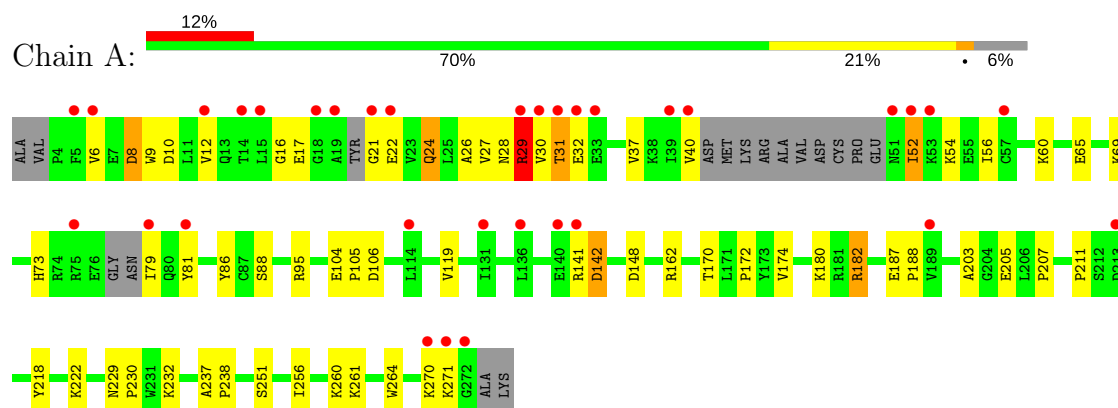 12%
Chain A:
70% 21% • 6%
ALA VAL P4 F5 V6 E7 D8 W9 D10 L11 V12 Q13 T14 L15 G16 E17 G18 A19 TYR G21 E22 V23 Q24 L25 A26 V27 N28 R29 V30 T31 E32 E33 V37 K38 I39 V40 ASP MET LYS ARG ALA VAL ASP CYS PRO GLU N51 I52 K53 K54 E55 I56 C57 K60 E65 K69
H73 R74 R75 E76 GLY ASN I79 Q80 Y81 Y86 C87 S88 R95 E104 P105 D106 L114 V119 I131 L136 E140 R141 D142 D148 R162 T170 L171 P172 Y173 V174 K180 R181 R182 E187 P188 V189 A203 G204 E205 L206 P207 P211 S212
Y218 K222 N229 P230 W231 K232 A237 P238 S251 I256 K260 K261 W264 K270 K271 G272 ALA LYS